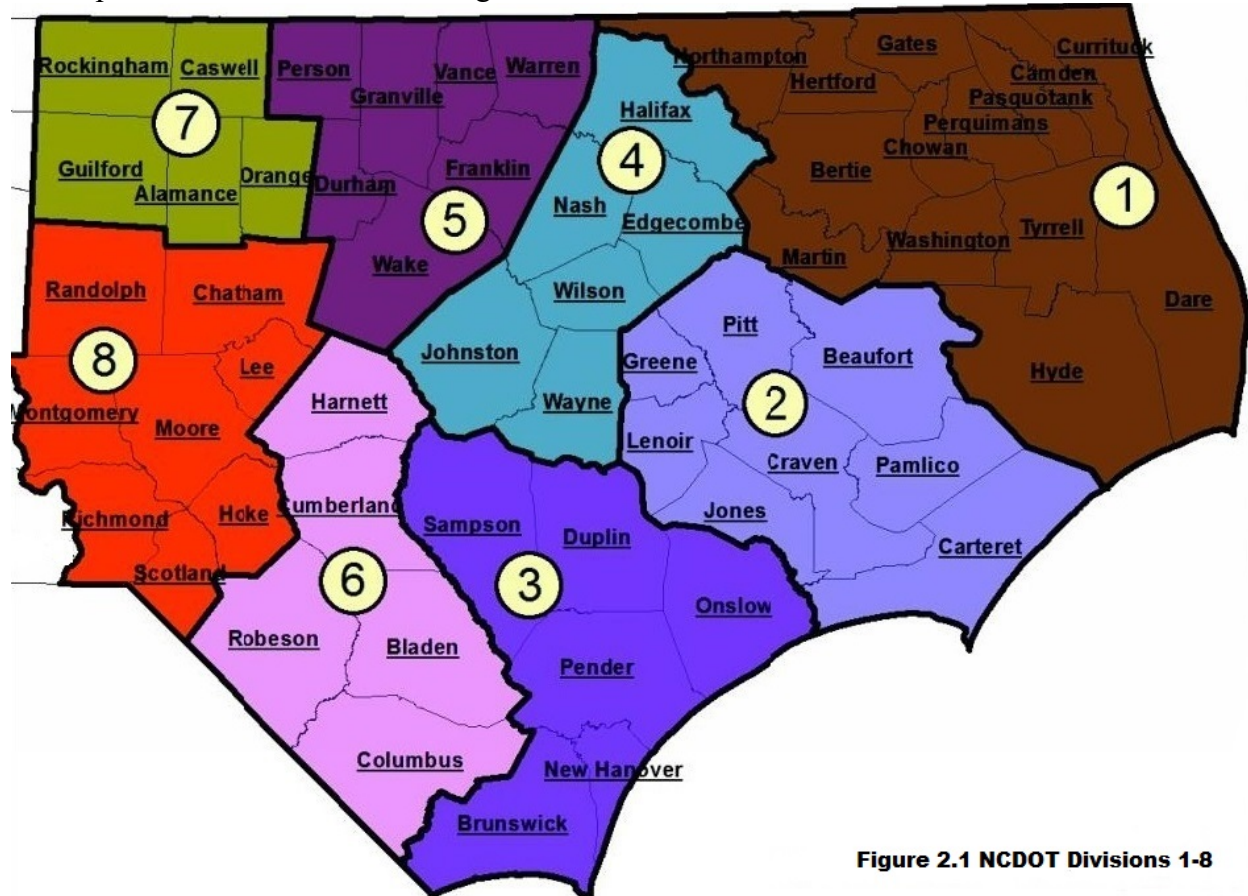 Northampton
Gates
Currituck
Rockingham
Caswell
Person
Vance
Warren
Hertford
Camden
Granville
Pasquotank
Halifax
7
Perquimans
Chowan
4
Guilford
Alamance
Orange
Durham
Franklin
Bertie
1
Nash
Edgecombe
5
Tyrrell
Washington
Wake
Martin
Randolph
Chatham
Wilson
Dare
Pitt
Johnston
Greene
Beaufort
8
Lee
Hyde
Harnett
Wayne
2
Montgomery
Moore
Lenoir
Craven
Pamlico
Cumberland
Jones
Richmond
Hoke
Sampson
Duplin
Carteret
Scotland
6
3
Onslow
Robeson
Bladen
Pender
Columbus
New Hanover
Brunswick
Figure 2.1 NCDOT Divisions 1-8